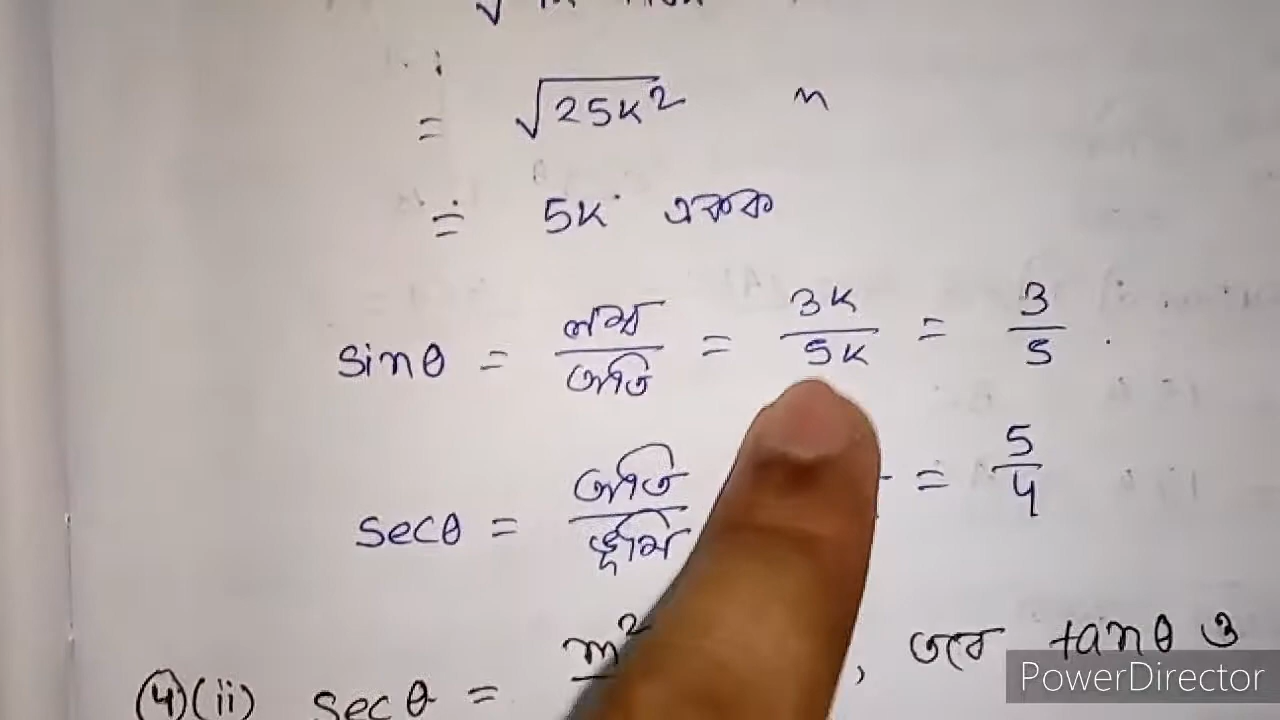 = √25k²
= 5k একক
sinθ = লম্ব/অতি = 3k/5k = 3/5
secθ = অতি/ভূমি = 5/4
(4)(ii) secθ = m² , তবে tanθ ও
PowerDirector